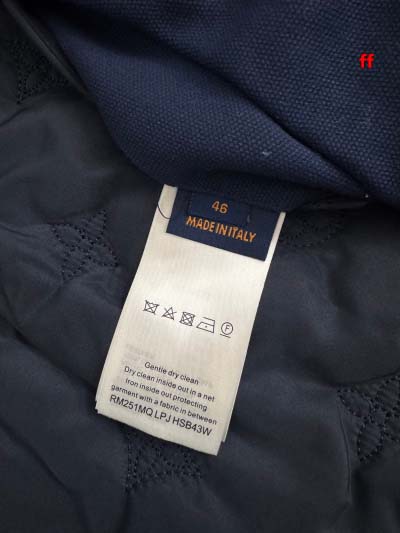 ff
46
MADE IN ITALY
F
Gentle dry clean
Dry clean inside out in a net
Iron inside out protecting
garment with a fabric in between
RM251MQ LPJ HSB43W